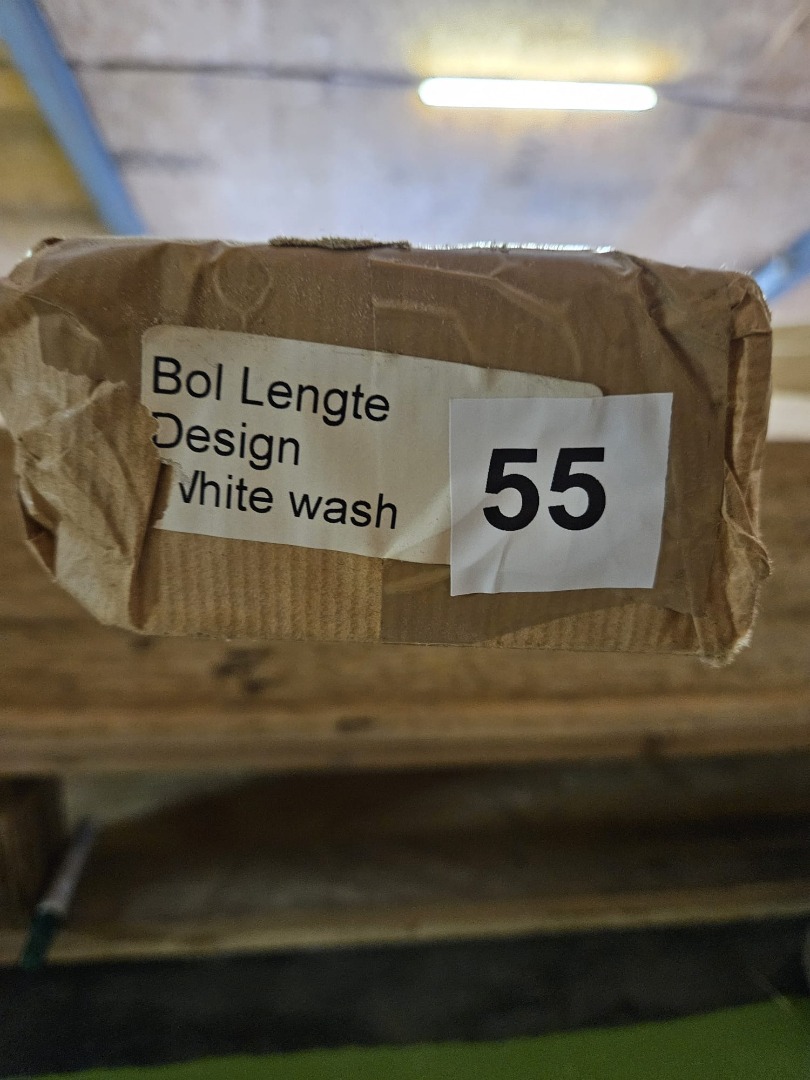 Bol Lengte
Design
White wash
55